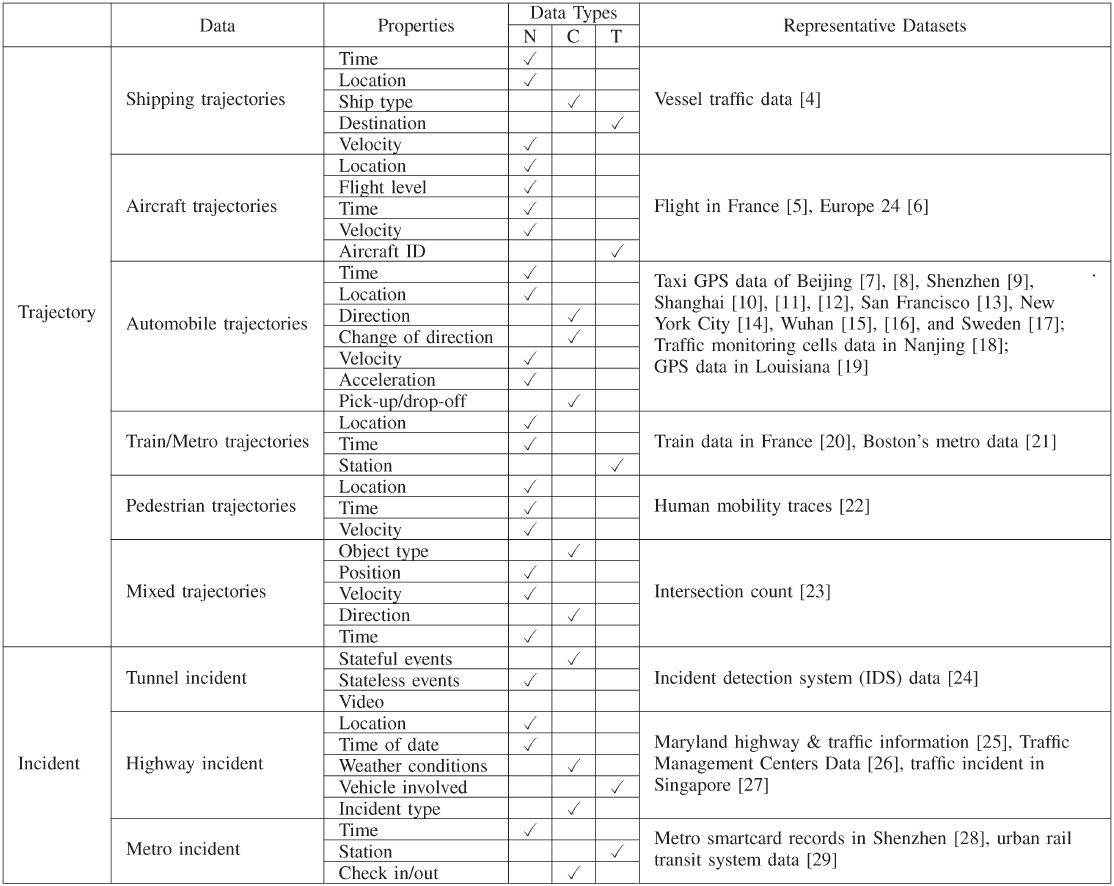 Data Properties Data Types Representative Datasets
N C T
Trajectory
Shipping trajectories
Time ✓
Location ✓
Ship type ✓
Destination ✓
Velocity ✓
Vessel traffic data [4]
Aircraft trajectories
Location ✓
Flight level ✓
Time ✓
Velocity ✓
Aircraft ID ✓
Flight in France [5], Europe 24 [6]
Automobile trajectories
Time ✓
Location ✓
Direction ✓
Change of direction ✓
Velocity ✓
Acceleration ✓
Pick-up/drop-off ✓
Taxi GPS data of Beijing [7], [8], Shenzhen [9],
Shanghai [10], [11], [12], San Francisco [13], New
York City [14], Wuhan [15], [16], and Sweden [17];
Traffic monitoring cells data in Nanjing [18];
GPS data in Louisiana [19]
Train/Metro trajectories
Location ✓
Time ✓
Station ✓
Train data in France [20], Boston's metro data [21]
Pedestrian trajectories
Location ✓
Time ✓
Velocity ✓
Human mobility traces [22]
Mixed trajectories
Object type ✓
Position ✓
Velocity ✓
Direction ✓
Time ✓
Intersection count [23]
Incident
Tunnel incident
Stateful events ✓
Stateless events ✓
Video
Incident detection system (IDS) data [24]
Highway incident
Location ✓
Time of date ✓
Weather conditions ✓
Vehicle involved ✓
Incident type ✓
Maryland highway & traffic information [25], Traffic
Management Centers Data [26], traffic incident in
Singapore [27]
Metro incident
Time ✓
Station ✓
Check in/out ✓
Metro smartcard records in Shenzhen [28], urban rail
transit system data [29]